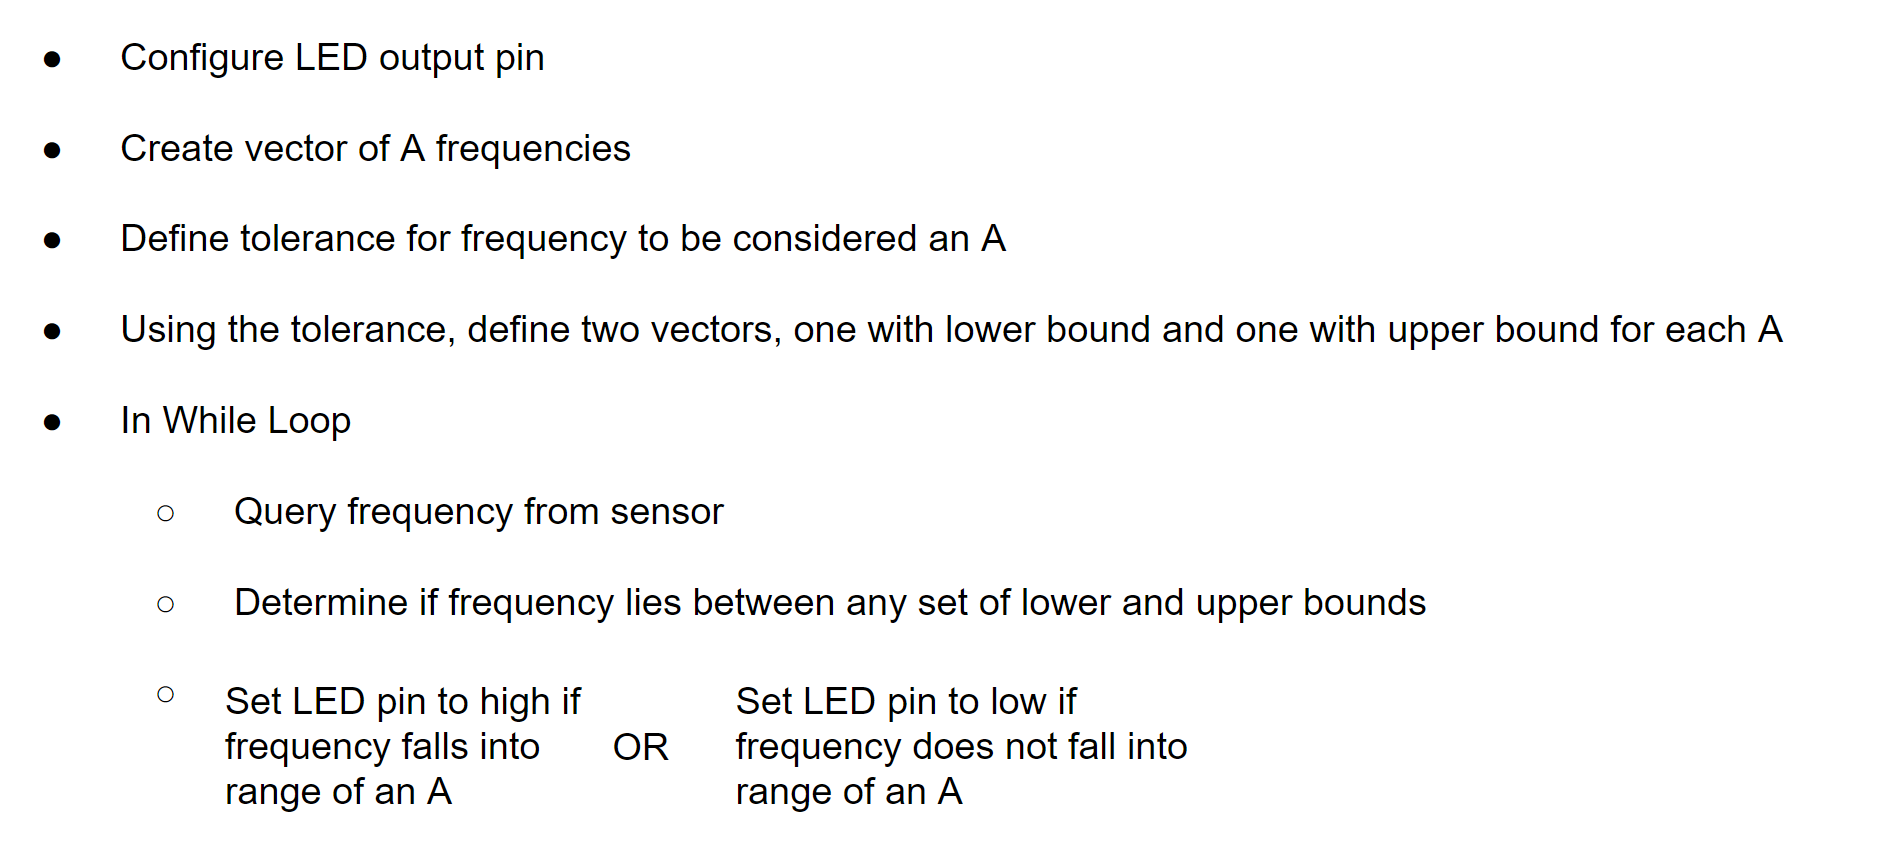 ● Configure LED output pin
● Create vector of A frequencies
● Define tolerance for frequency to be considered an A
● Using the tolerance, define two vectors, one with lower bound and one with upper bound for each A
● In While Loop
○ Query frequency from sensor
○ Determine if frequency lies between any set of lower and upper bounds
○ Set LED pin to high if
frequency falls into
range of an A
OR
Set LED pin to low if
frequency does not fall into
range of an A